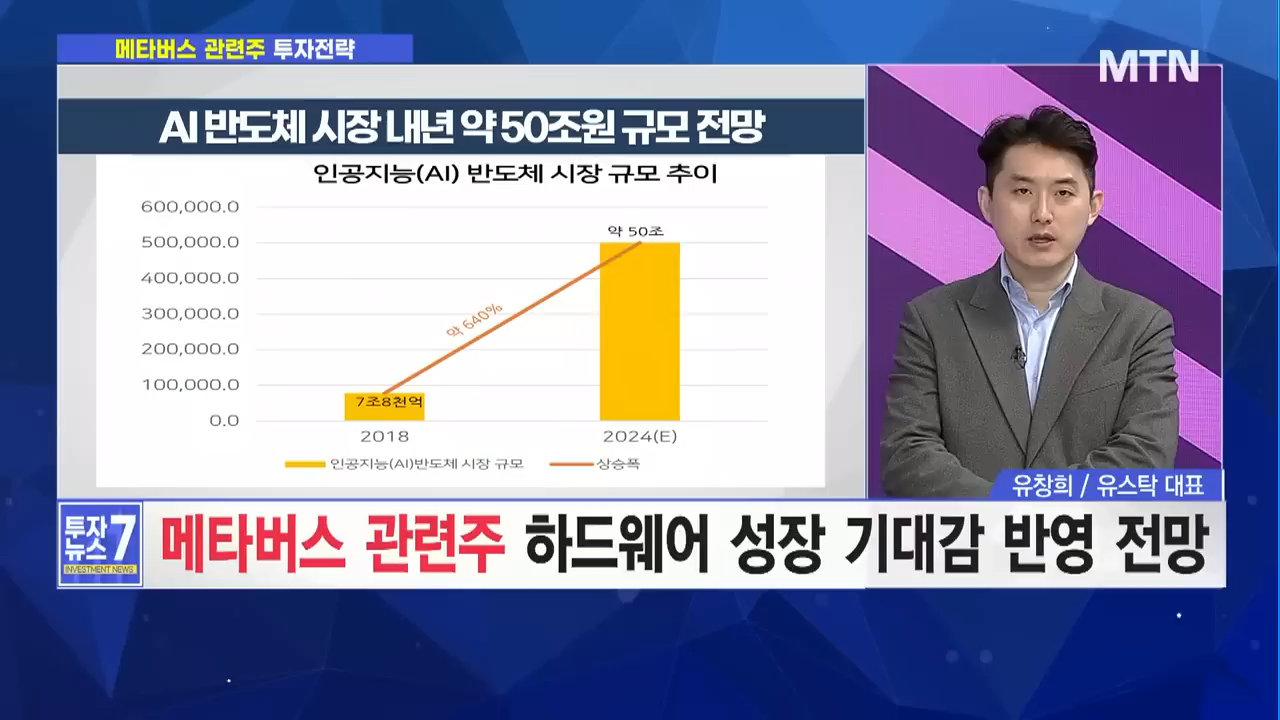 메타버스 관련주 투자전략
MTN
AI 반도체 시장 내년 약 50조원 규모 전망
인공지능(AI) 반도체 시장 규모 추이
600,000.0
500,000.0
400,000.0
300,000.0
200,000.0
100,000.0
0.0
약 50조
약 640%
7조8천억
2018
2024(E)
인공지능(AI)반도체 시장 규모
상승폭
유창희 / 유스탁 대표
투자
뉴스7
INVESTMENT NEWS
메타버스 관련주 하드웨어 성장 기대감 반영 전망